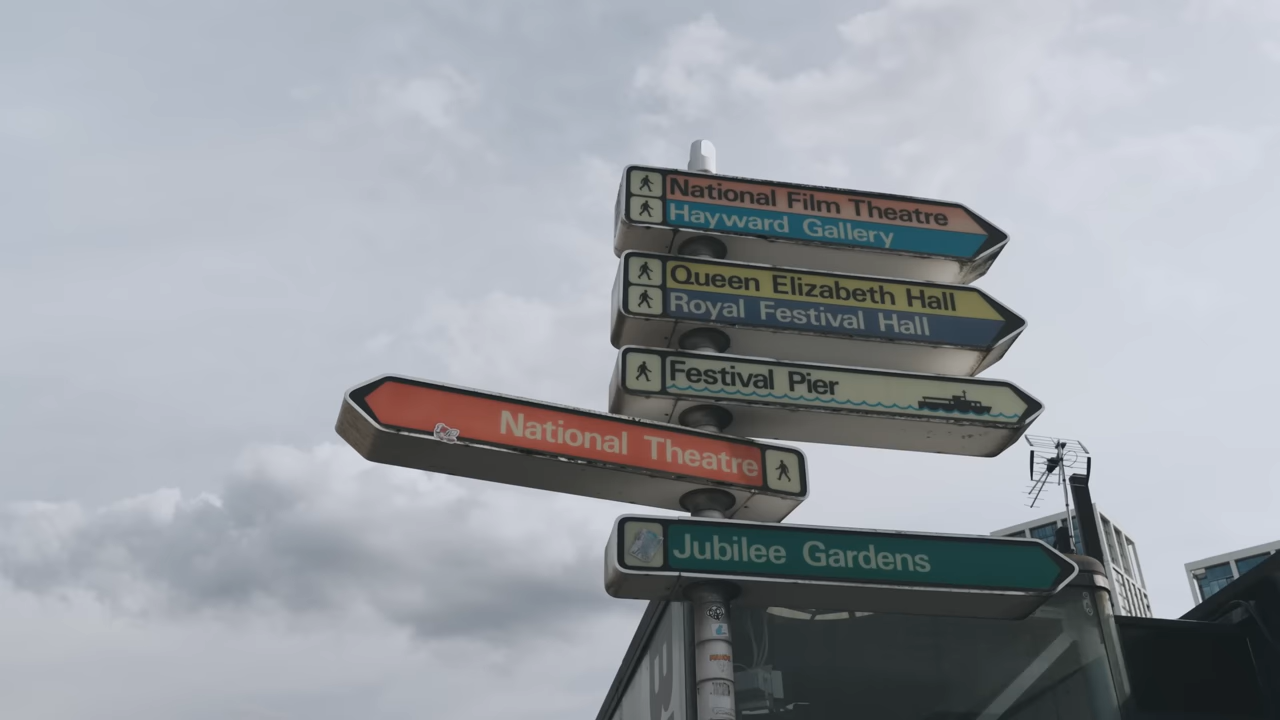 National Film Theatre
Hayward Gallery
Queen Elizabeth Hall
Royal Festival Hall
Festival Pier
National Theatre
Jubilee Gardens